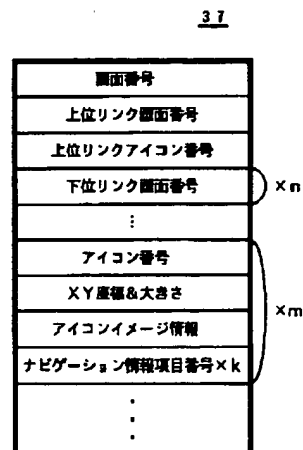 37
画面番号
上位リンク画面番号
上位リンクアイコン番号
下位リンク画面番号
×n
⋮
アイコン番号
XY座標&大きさ
×m
アイコンイメージ情報
ナビゲーション情報項目番号×k